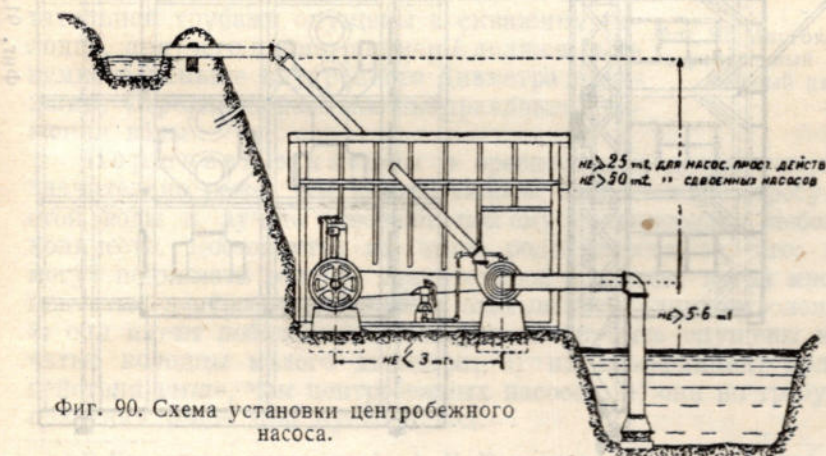 не > 25 mt. для насос. прост. действ
не > 50 mt. " сдвоенных насосов
не > 5-6 mt
не < 3 mt.
Фиг. 90. Схема установки центробежного
насоса.